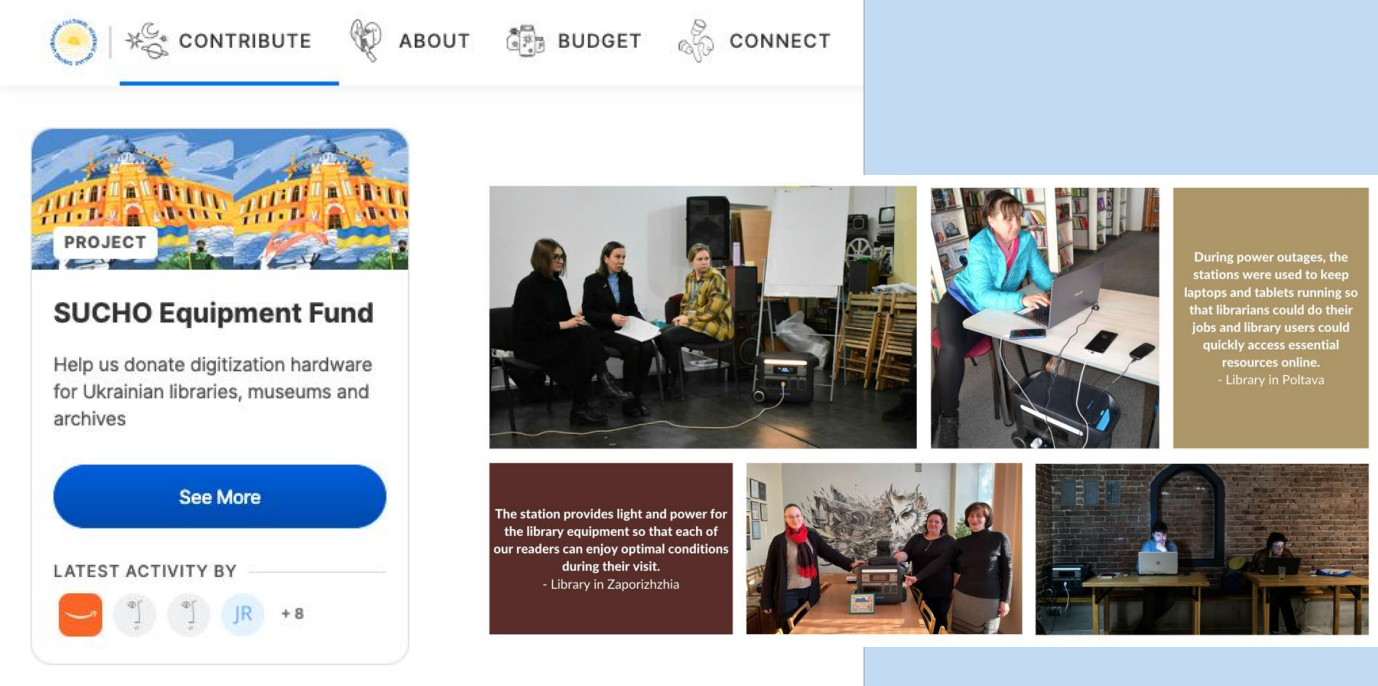 CONTRIBUTE
ABOUT
BUDGET
CONNECT
PROJECT
SUCHO Equipment Fund
Help us donate digitization hardware
for Ukrainian libraries, museums and
archives
See More
LATEST ACTIVITY BY
JR
+ 8
During power outages, the
stations were used to keep
laptops and tablets running so
that librarians could do their
jobs and library users could
quickly access essential
resources online.
- Library in Poltava
The station provides light and power for
the library equipment so that each of
our readers can enjoy optimal conditions
during their visit.
- Library in Zaporizhzhia